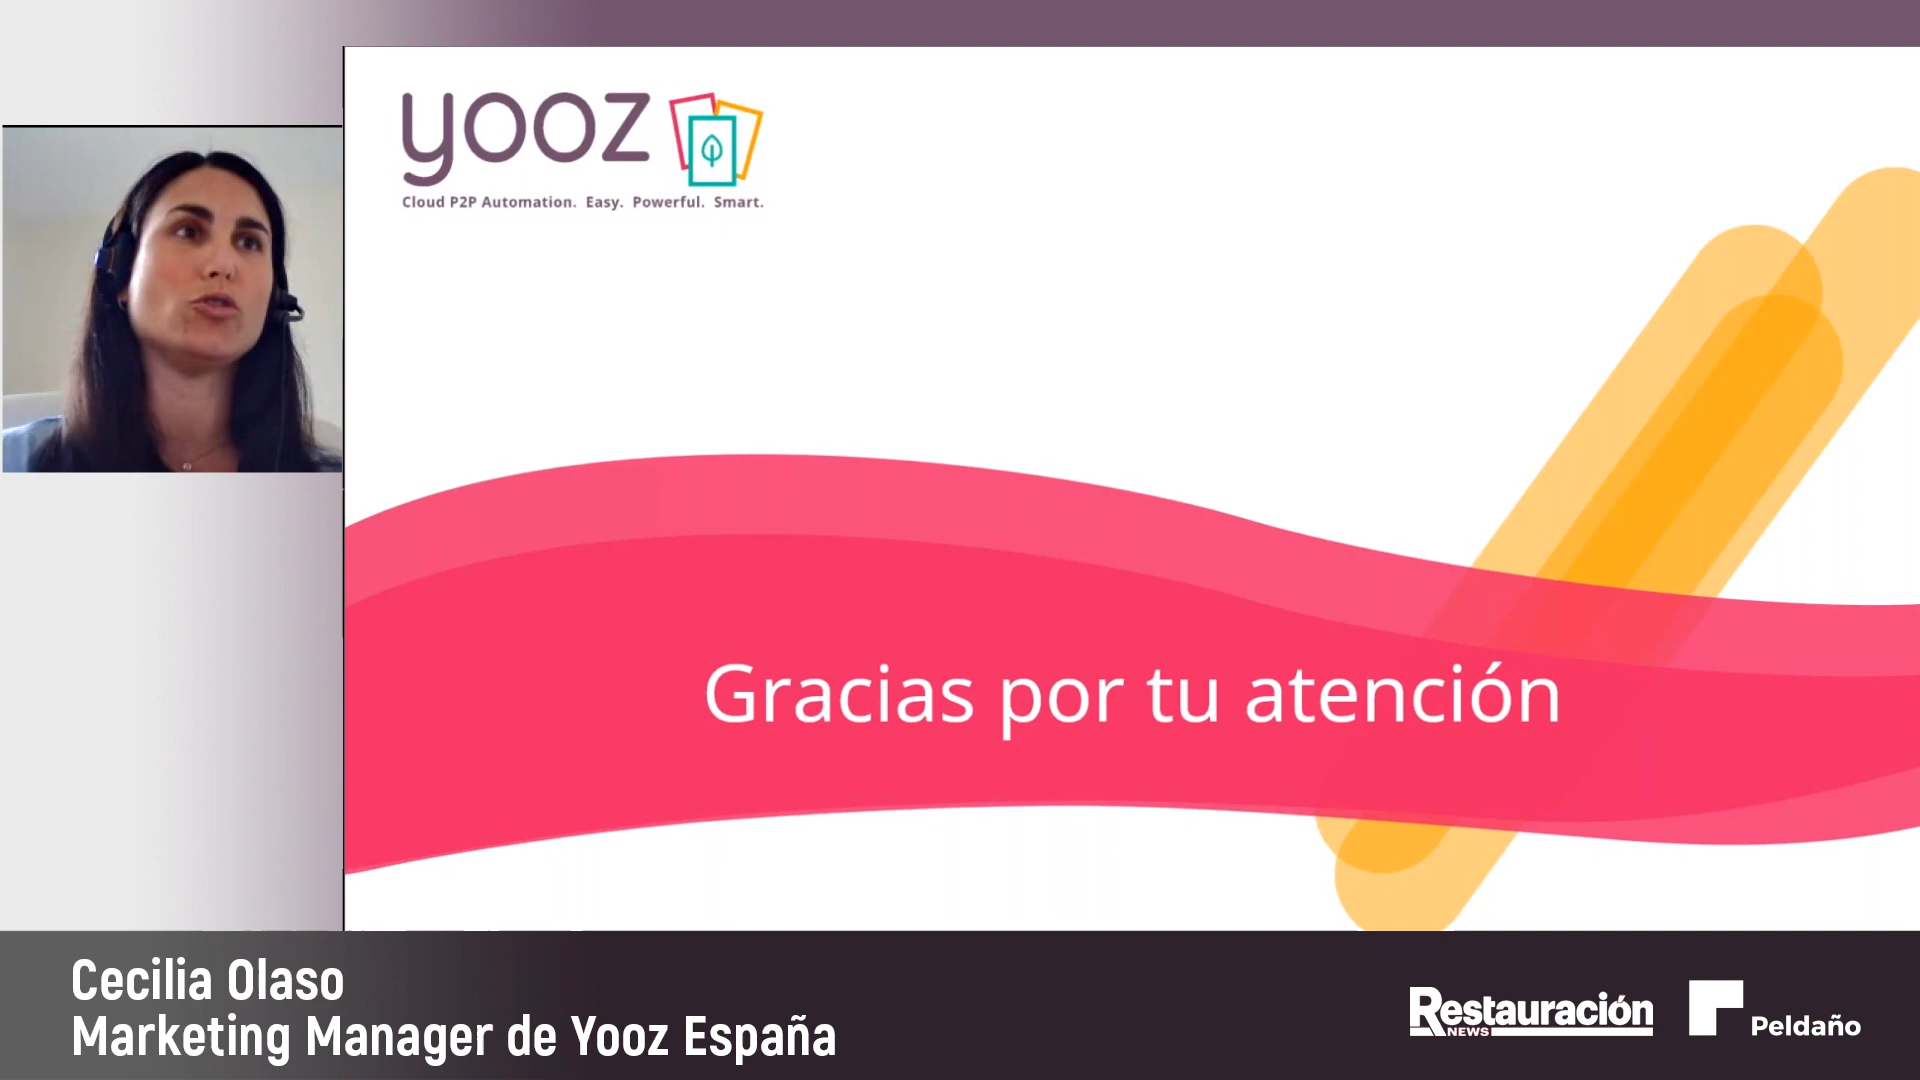 yooz
Cloud P2P Automation. Easy. Powerful. Smart.
Gracias por tu atención
Cecilia Olaso
Marketing Manager de Yooz España
Restauración
NEWS
Peldaño